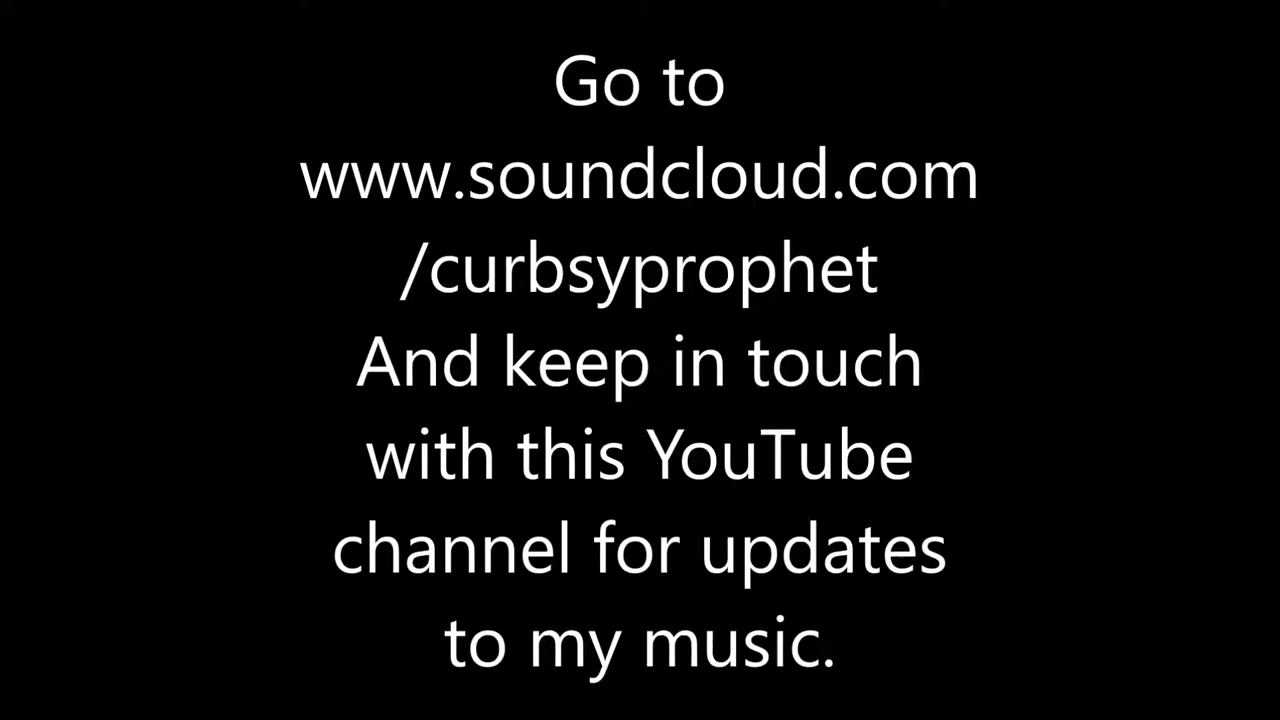 Go to
www.soundcloud.com
/curbsyprophet
And keep in touch
with this YouTube
channel for updates
to my music.